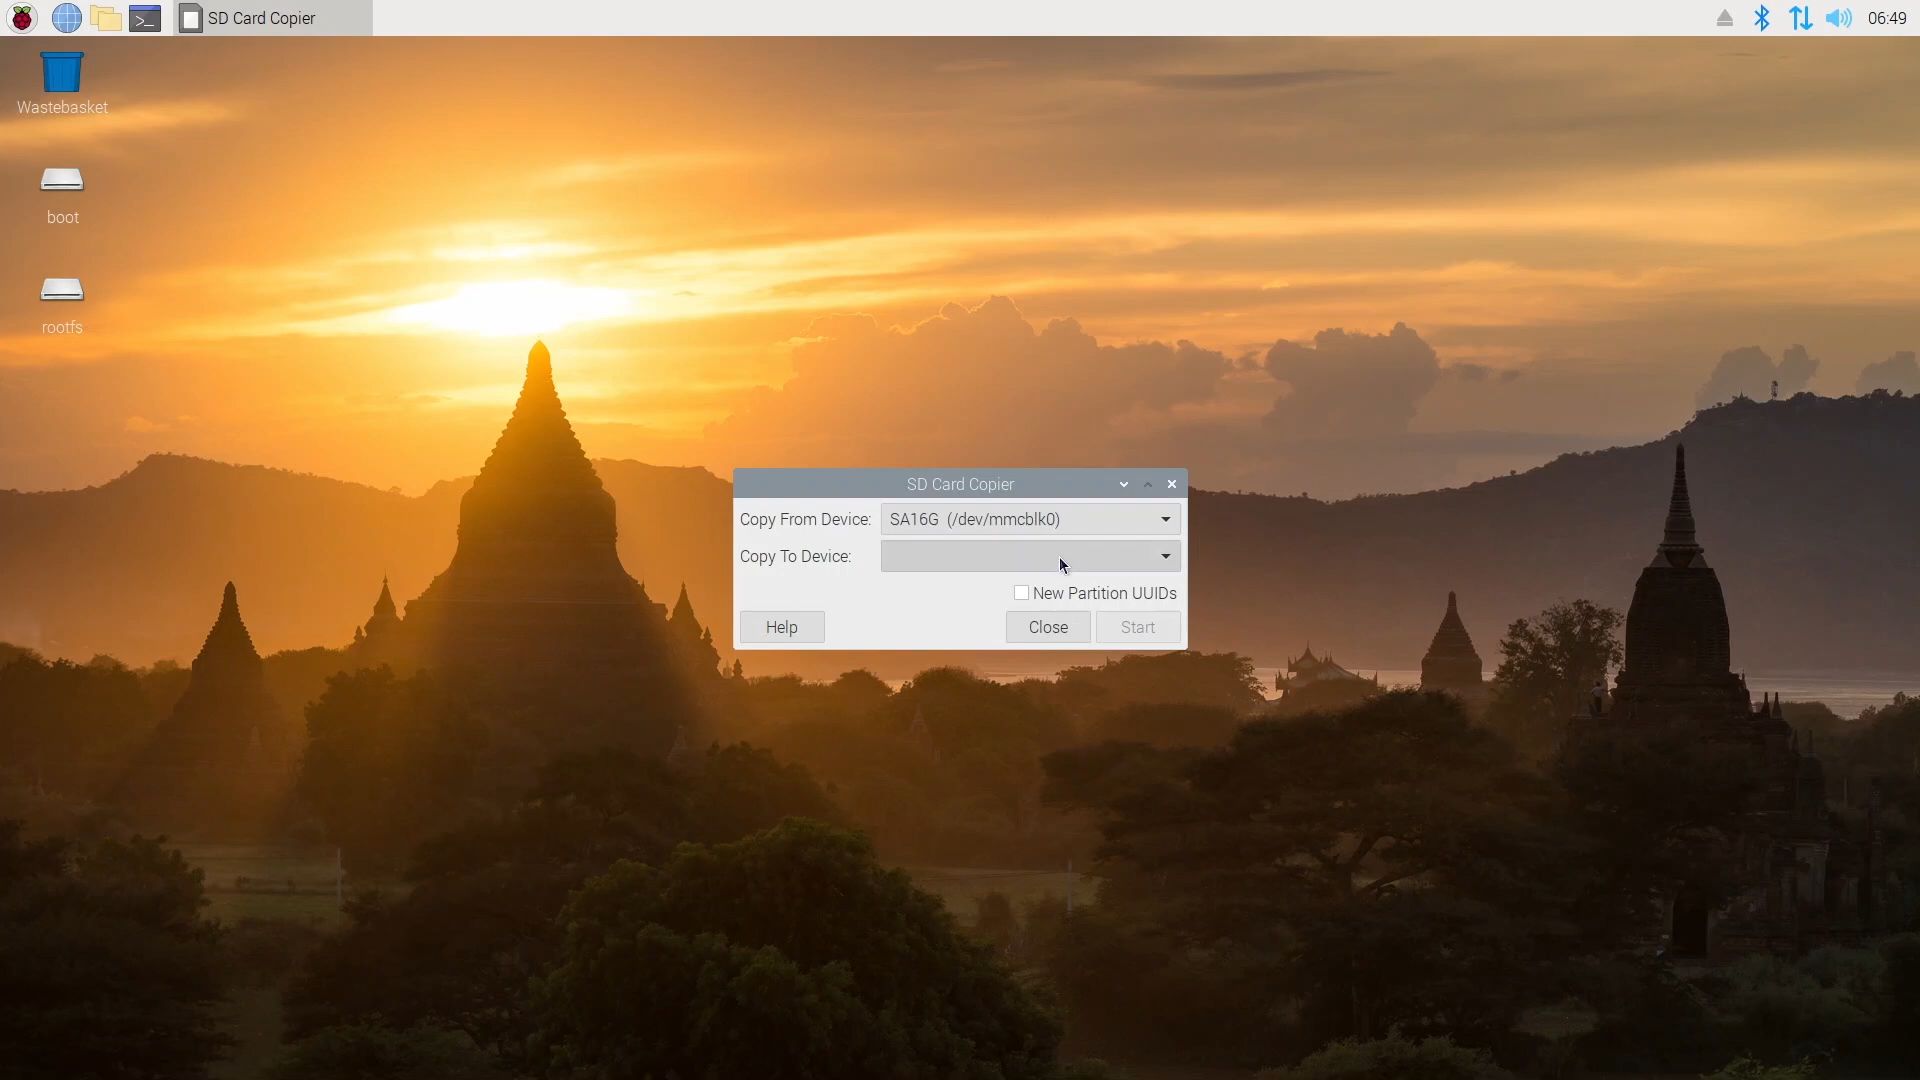 SD Card Copier
06:49
Wastebasket
boot
rootfs
SD Card Copier
Copy From Device: SA16G (/dev/mmcblk0)
Copy To Device:
New Partition UUIDs
Help Close Start